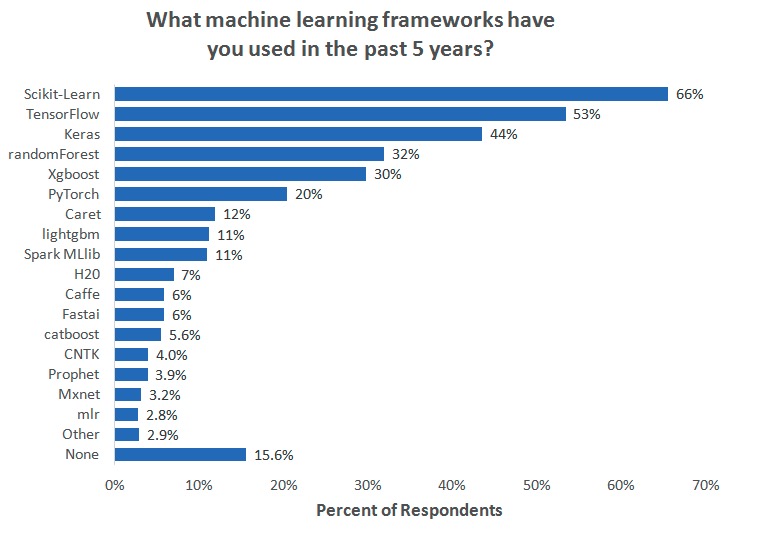 What machine learning frameworks have
you used in the past 5 years?
Scikit-Learn 66%
TensorFlow 53%
Keras 44%
randomForest 32%
Xgboost 30%
PyTorch 20%
Caret 12%
lightgbm 11%
Spark MLlib 11%
H20 7%
Caffe 6%
Fastai 6%
catboost 5.6%
CNTK 4.0%
Prophet 3.9%
Mxnet 3.2%
mlr 2.8%
Other 2.9%
None 15.6%
0% 10% 20% 30% 40% 50% 60% 70%
Percent of Respondents